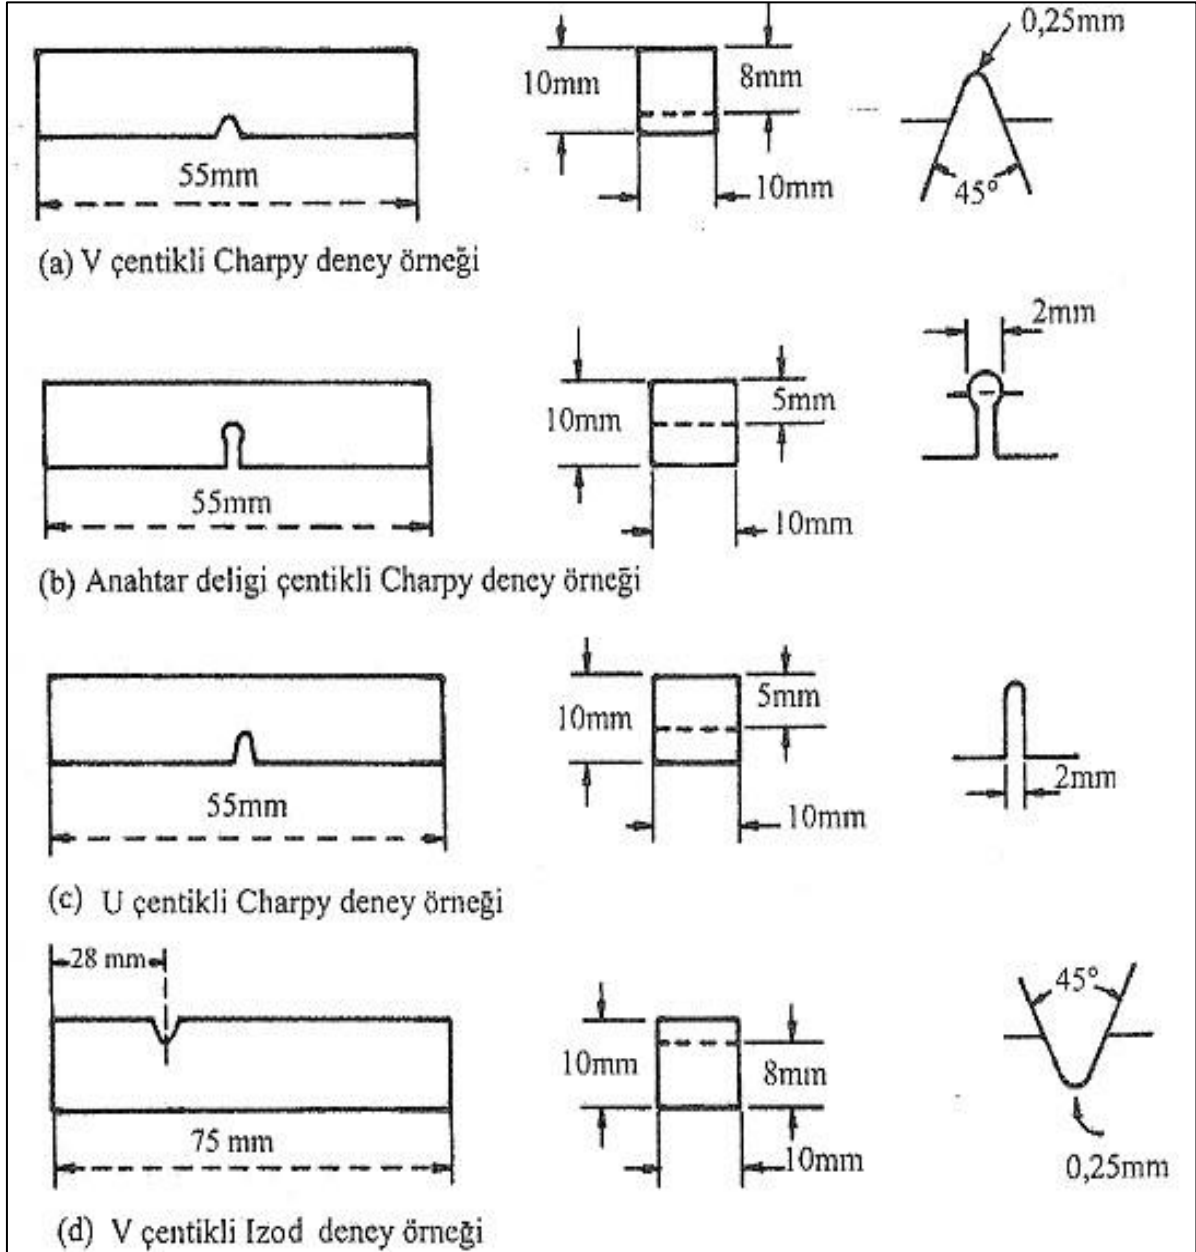 0,25mm
10mm
8mm
45°
55mm
10mm
(a) V çentikli Charpy deney örneği
2mm
10mm
5mm
55mm
10mm
(b) Anahtar deligi çentikli Charpy deney örneği
10mm
5mm
2mm
55mm
10mm
(c) U çentikli Charpy deney örneği
28 mm
45°
10mm
8mm
75 mm
10mm
0,25mm
(d) V çentikli Izod deney örneği